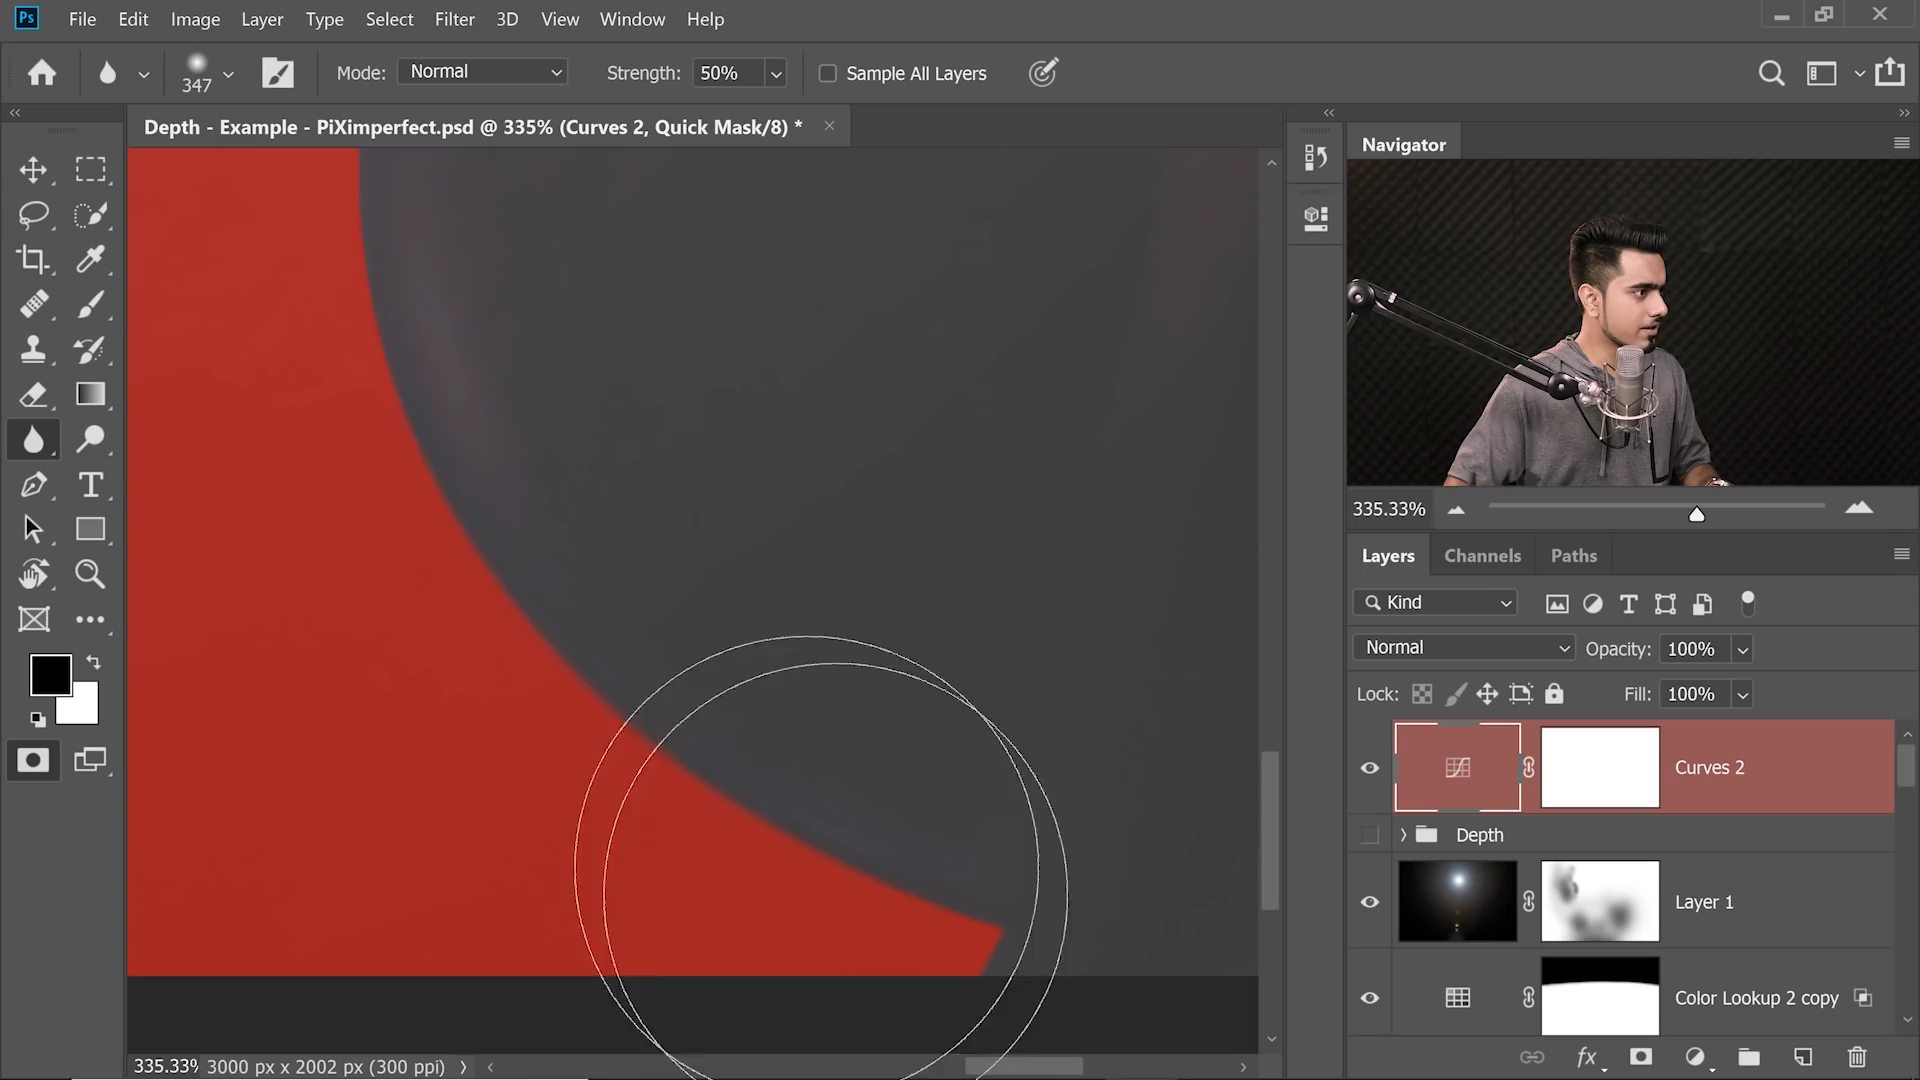 Ps File Edit Image Layer Type Select Filter 3D View Window Help
347 Mode: Normal Strength: 50% Sample All Layers
Depth - Example - PiXimperfect.psd @ 335% (Curves 2, Quick Mask/8) *
Navigator
335.33%
Layers Channels Paths
Kind
Normal Opacity: 100%
Lock: Fill: 100%
Curves 2
Depth
Layer 1
Color Lookup 2 copy
fx
335.33% 3000 px x 2002 px (300 ppi)